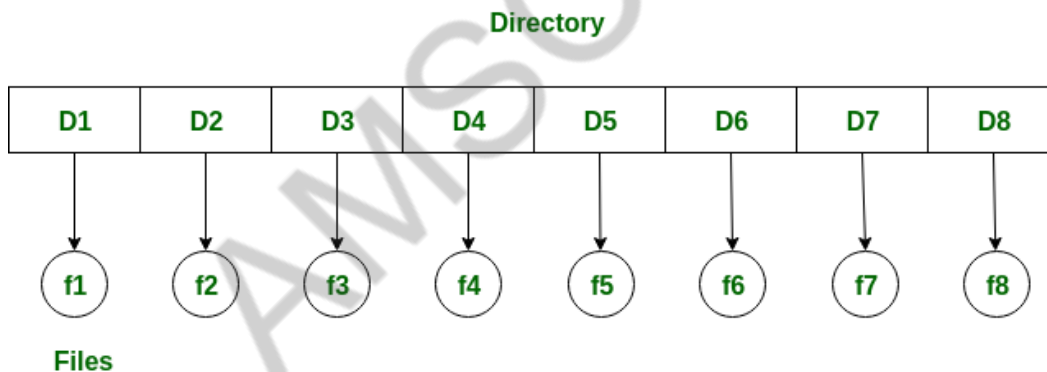 Directory
D1 D2 D3 D4 D5 D6 D7 D8
f1 f2 f3 f4 f5 f6 f7 f8
Files